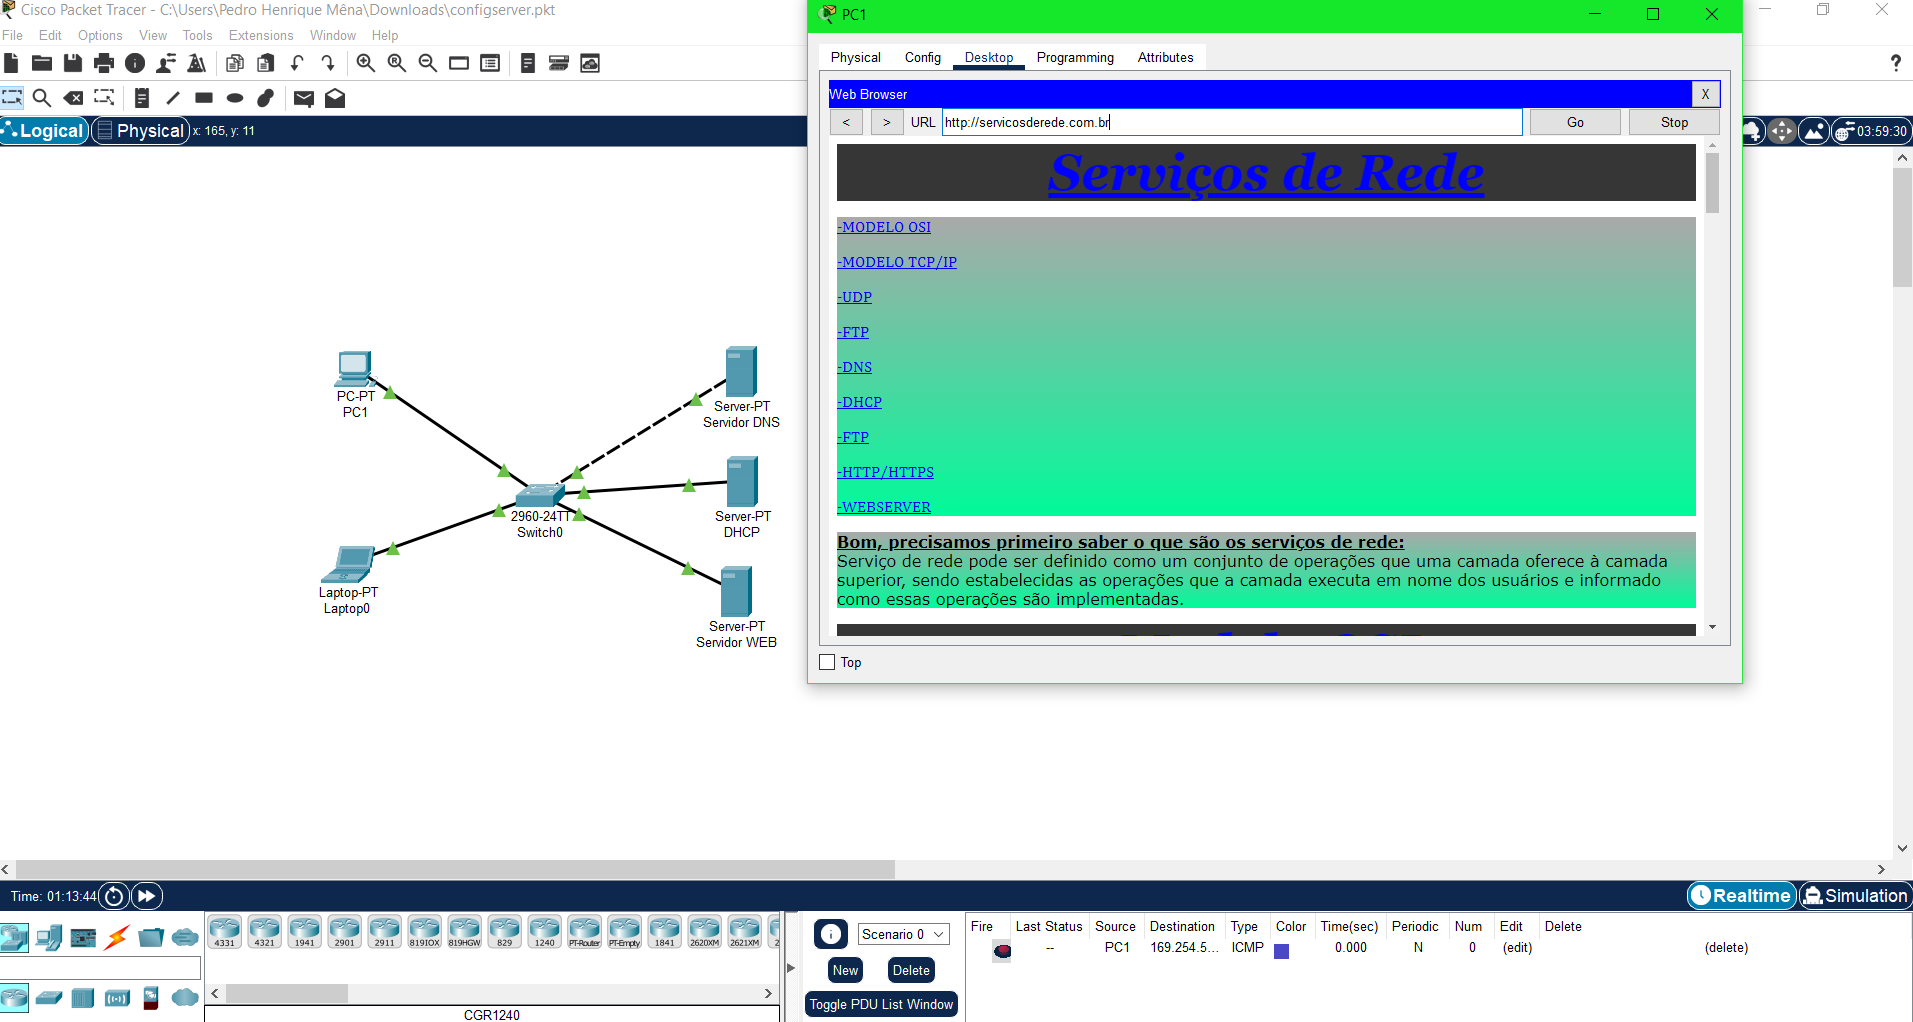 Cisco Packet Tracer - C:\Users\Pedro Henrique Mêna\Downloads\configserver.pkt
File Edit Options View Tools Extensions Window Help
?
Logical Physical x: 165, y: 11
03:59:30
PC1
Physical Config Desktop Programming Attributes
Web Browser X
< > URL http://servicosderede.com.br Go Stop
Serviços de Rede
-MODELO OSI
-MODELO TCP/IP
-UDP
-FTP
-DNS
-DHCP
-FTP
-HTTP/HTTPS
-WEBSERVER
Bom, precisamos primeiro saber o que são os serviços de rede:
Serviço de rede pode ser definido como um conjunto de operações que uma camada oferece à camada
superior, sendo estabelecidas as operações que a camada executa em nome dos usuários e informado
como essas operações são implementadas.
Top
PC-PT
PC1
Server-PT
Servidor DNS
2960-24TT
Switch0
Server-PT
DHCP
Laptop-PT
Laptop0
Server-PT
Servidor WEB
Time: 01:13:44
Realtime Simulation
4331 4321 1941 2901 2911 819IOX 819HGW 829 1240 PT-Router PT-Empty 1841 2620XM 2621XM 2
CGR1240
Scenario 0
New Delete
Toggle PDU List Window
Fire Last Status Source Destination Type Color Time(sec) Periodic Num Edit Delete
-- PC1 169.254.5... ICMP 0.000 N 0 (edit) (delete)